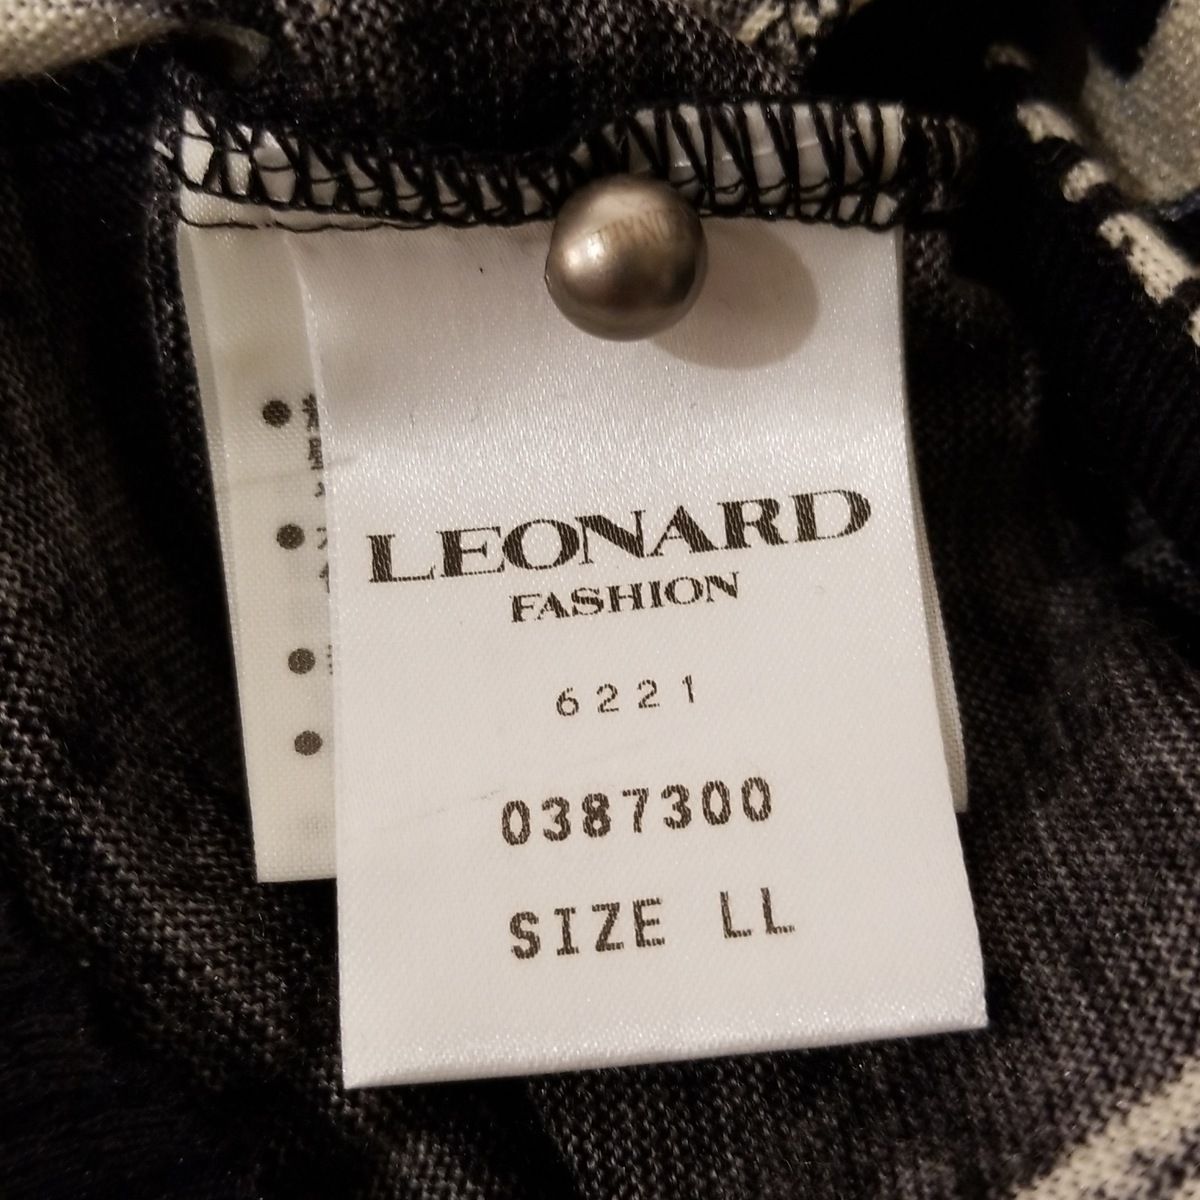 LEONARD
FASHION
6221
0387300
SIZE LL